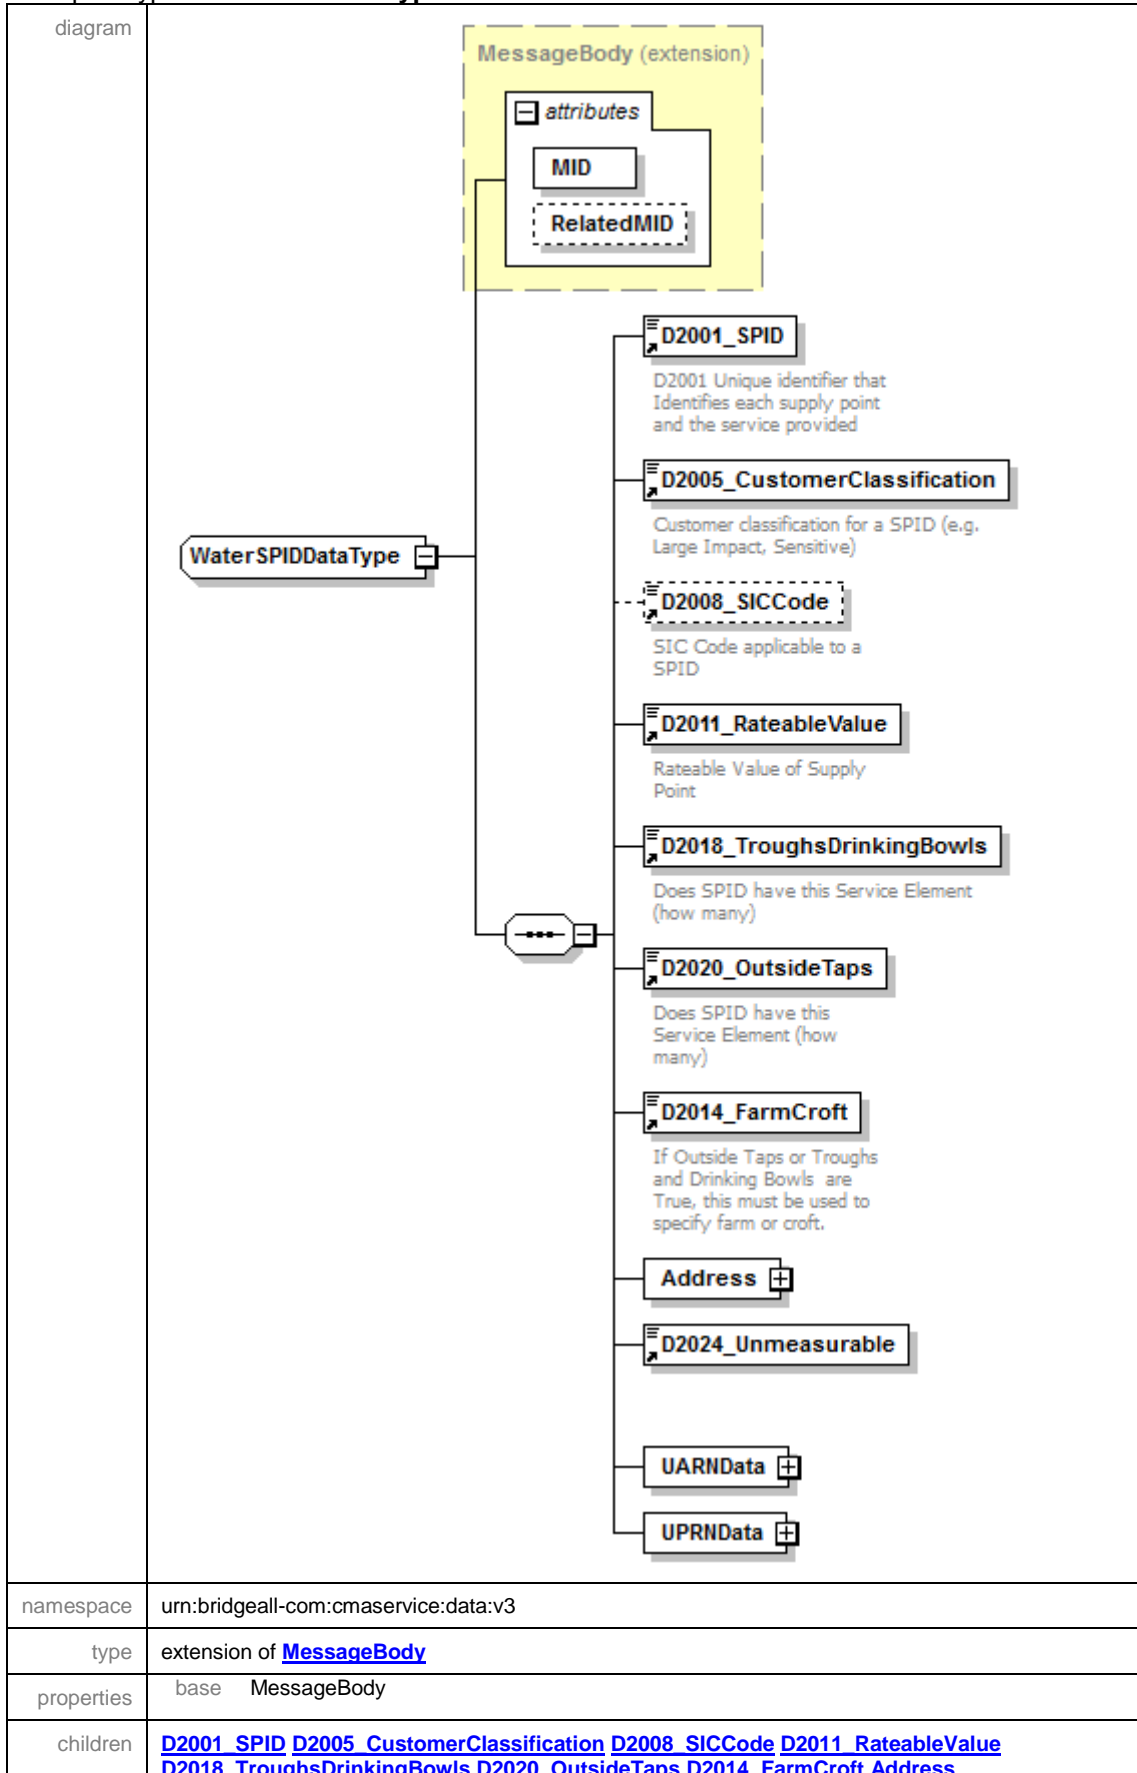 diagram
MessageBody (extension)
attributes
MID
RelatedMID
D2001_SPID
D2001 Unique identifier that
Identifies each supply point
and the service provided
D2005_CustomerClassification
Customer classification for a SPID (e.g.
Large Impact, Sensitive)
WaterSPIDDataType
D2008_SICCode
SIC Code applicable to a
SPID
D2011_RateableValue
Rateable Value of Supply
Point
D2018_TroughsDrinkingBowls
Does SPID have this Service Element
(how many)
D2020_OutsideTaps
Does SPID have this
Service Element (how
many)
D2014_FarmCroft
If Outside Taps or Troughs
and Drinking Bowls are
True, this must be used to
specify farm or croft.
Address
D2024_Unmeasurable
UARNData
UPRNData
namespace urn:bridgeall-com:cmaservice:data:v3
type extension of MessageBody
properties base MessageBody
children D2001_SPID D2005_CustomerClassification D2008_SICCode D2011_RateableValue
D2018_TroughsDrinkingBowls D2020_OutsideTaps D2014_FarmCroft Address